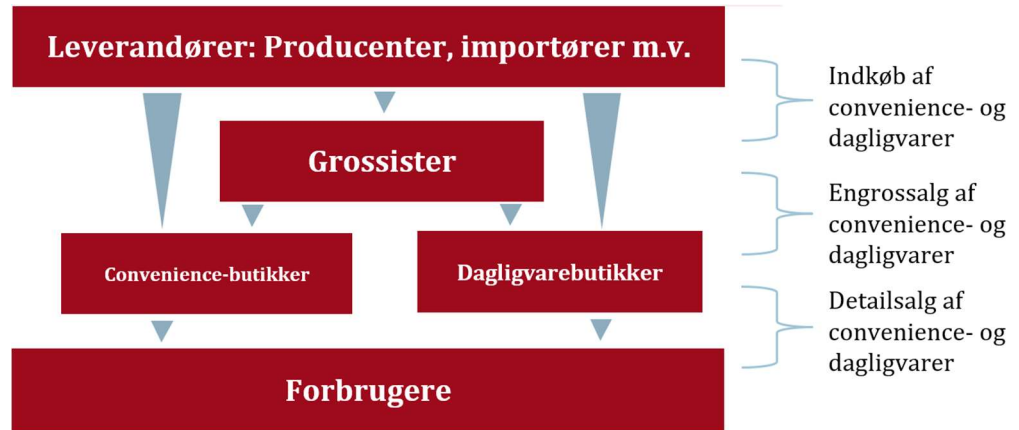 Leverandører: Producenter, importører m.v.
Grossister
Convenience-butikker
Dagligvarebutikker
Forbrugere
Indkøb af
convenience- og
dagligvarer
Engrossalg af
convenience- og
dagligvarer
Detailsalg af
convenience- og
dagligvarer